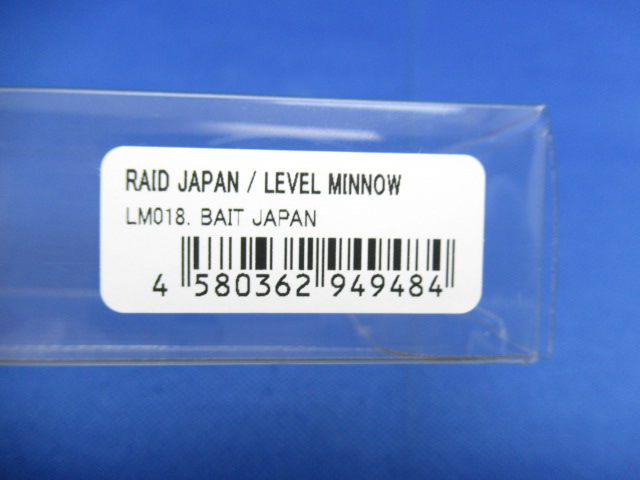 RAID JAPAN / LEVEL MINNOW
LM018. BAIT JAPAN
4 580362 949484